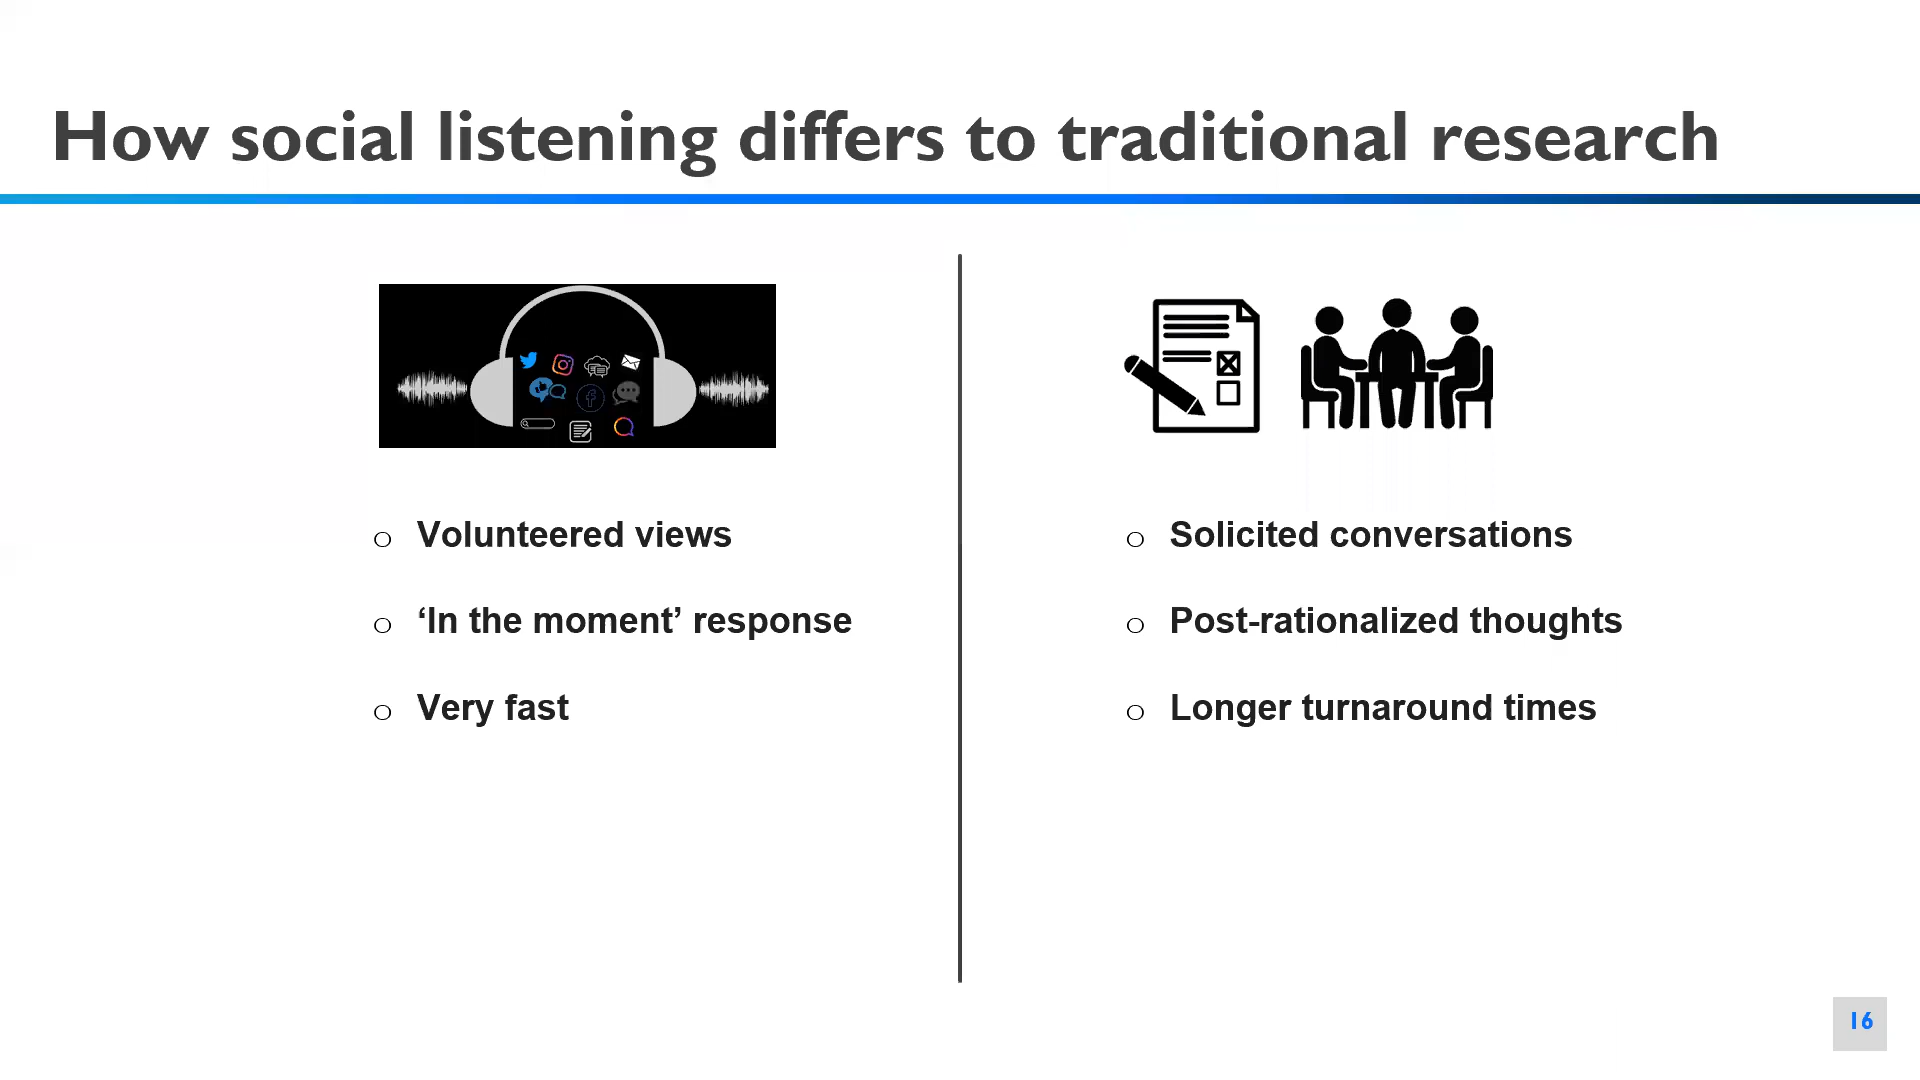 How social listening differs to traditional research
Volunteered views
‘In the moment’ response
Very fast
Solicited conversations
Post-rationalized thoughts
Longer turnaround times
16